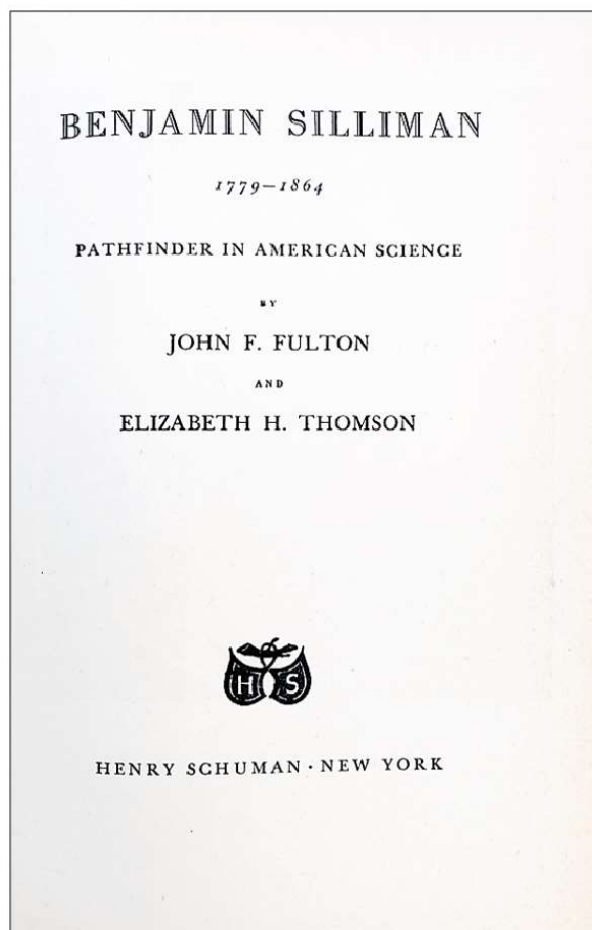 BENJAMIN SILLIMAN
1779–1864
PATHFINDER IN AMERICAN SCIENCE
BY
JOHN F. FULTON
AND
ELIZABETH H. THOMSON
H S
HENRY SCHUMAN · NEW YORK